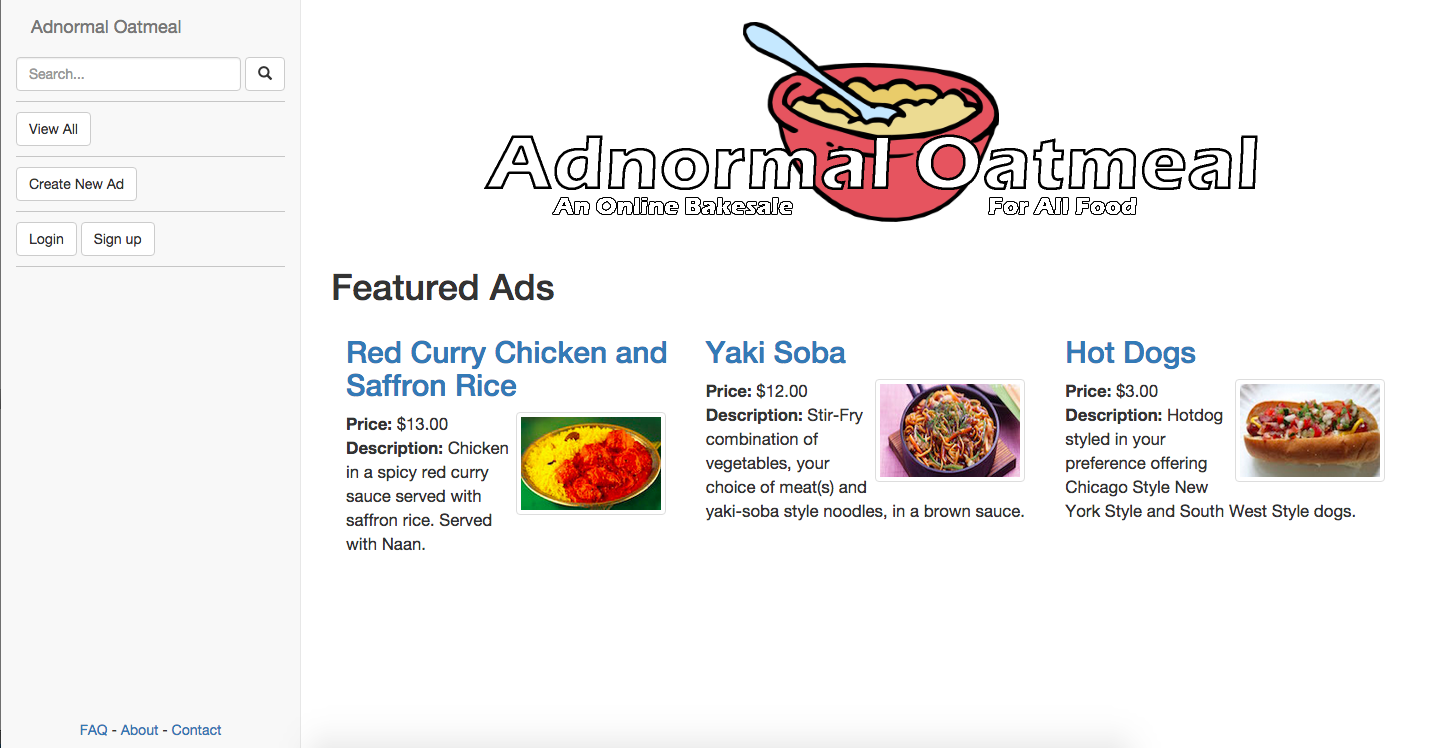 Adnormal Oatmeal
Search...
View All
Create New Ad
Login
Sign up
FAQ - About - Contact
Adnormal Oatmeal
An Online Bakesale
For All Food
Featured Ads
Red Curry Chicken and
Saffron Rice
Price: $13.00
Description: Chicken
in a spicy red curry
sauce served with
saffron rice. Served
with Naan.
Yaki Soba
Price: $12.00
Description: Stir-Fry
combination of
vegetables, your
choice of meat(s) and
yaki-soba style noodles, in a brown sauce.
Hot Dogs
Price: $3.00
Description: Hotdog
styled in your
preference offering
Chicago Style New
York Style and South West Style dogs.